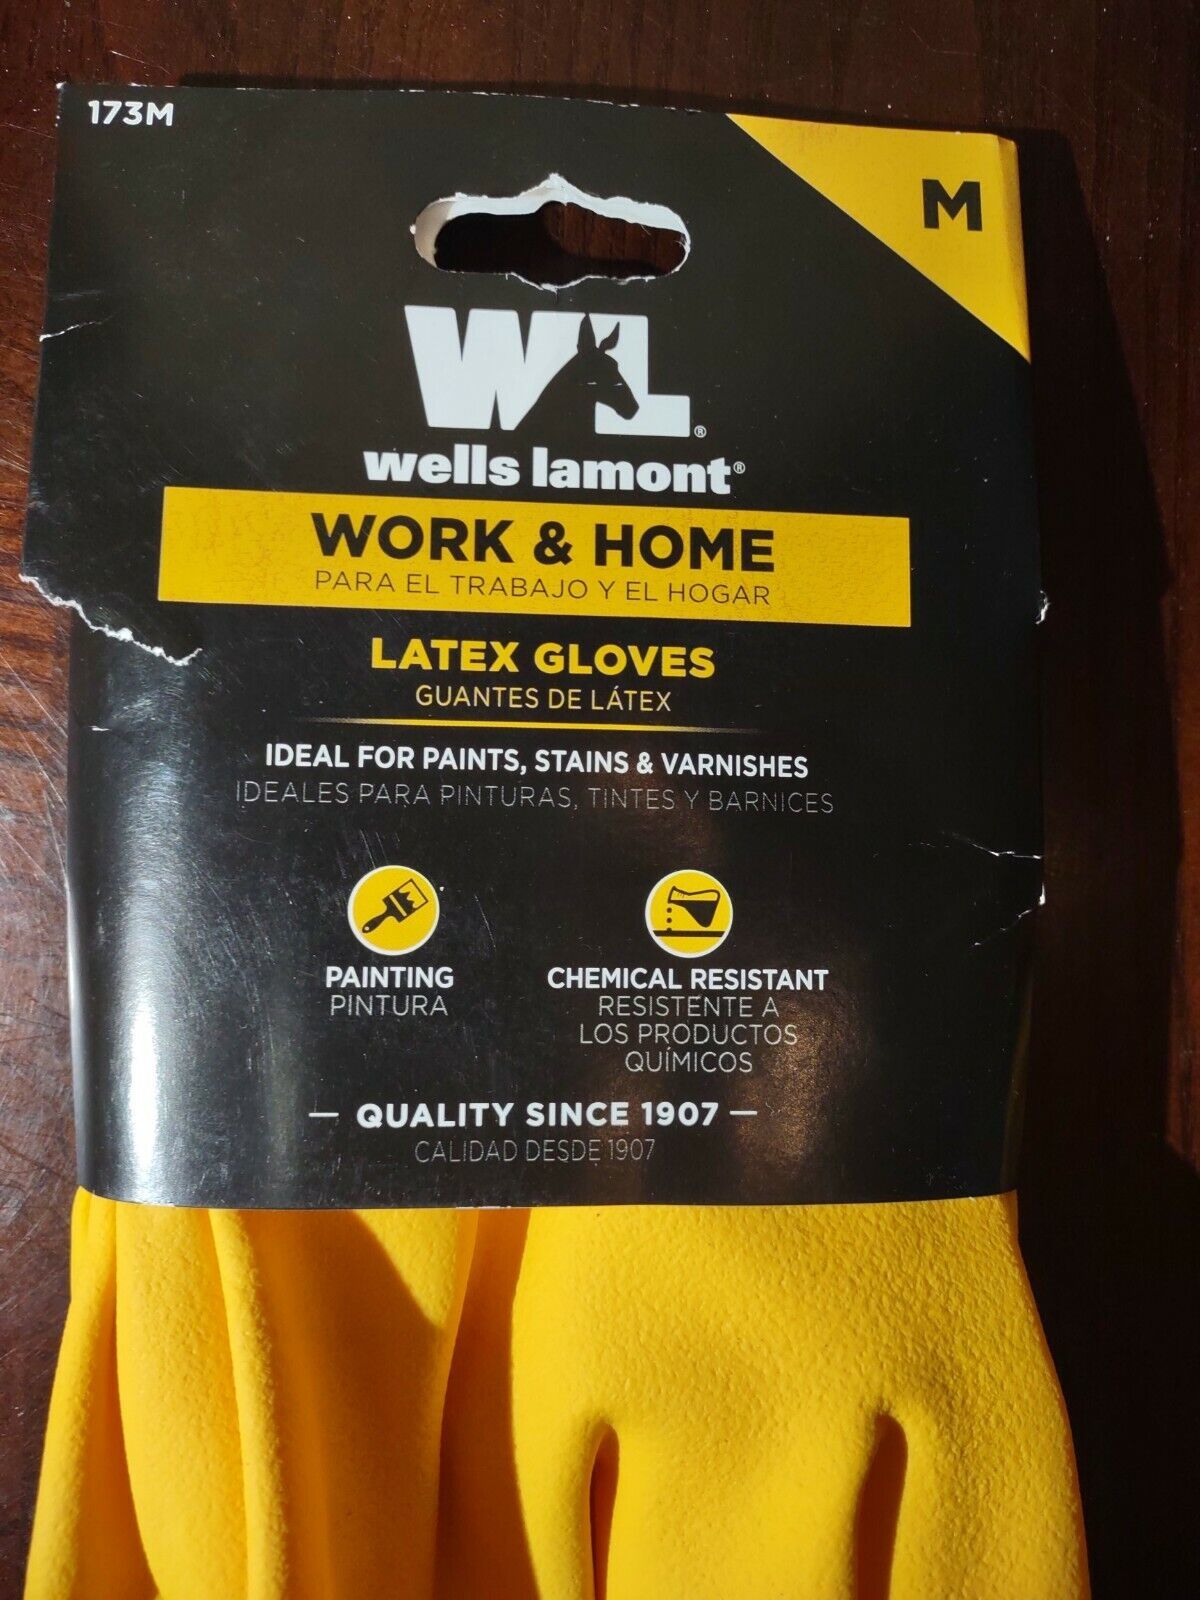 173M
M
WL®
wells lamont®
WORK & HOME
PARA EL TRABAJO Y EL HOGAR
LATEX GLOVES
GUANTES DE LÁTEX
IDEAL FOR PAINTS, STAINS & VARNISHES
IDEALES PARA PINTURAS, TINTES Y BARNICES
PAINTING
PINTURA
CHEMICAL RESISTANT
RESISTENTE A
LOS PRODUCTOS
QUÍMICOS
— QUALITY SINCE 1907 —
CALIDAD DESDE 1907